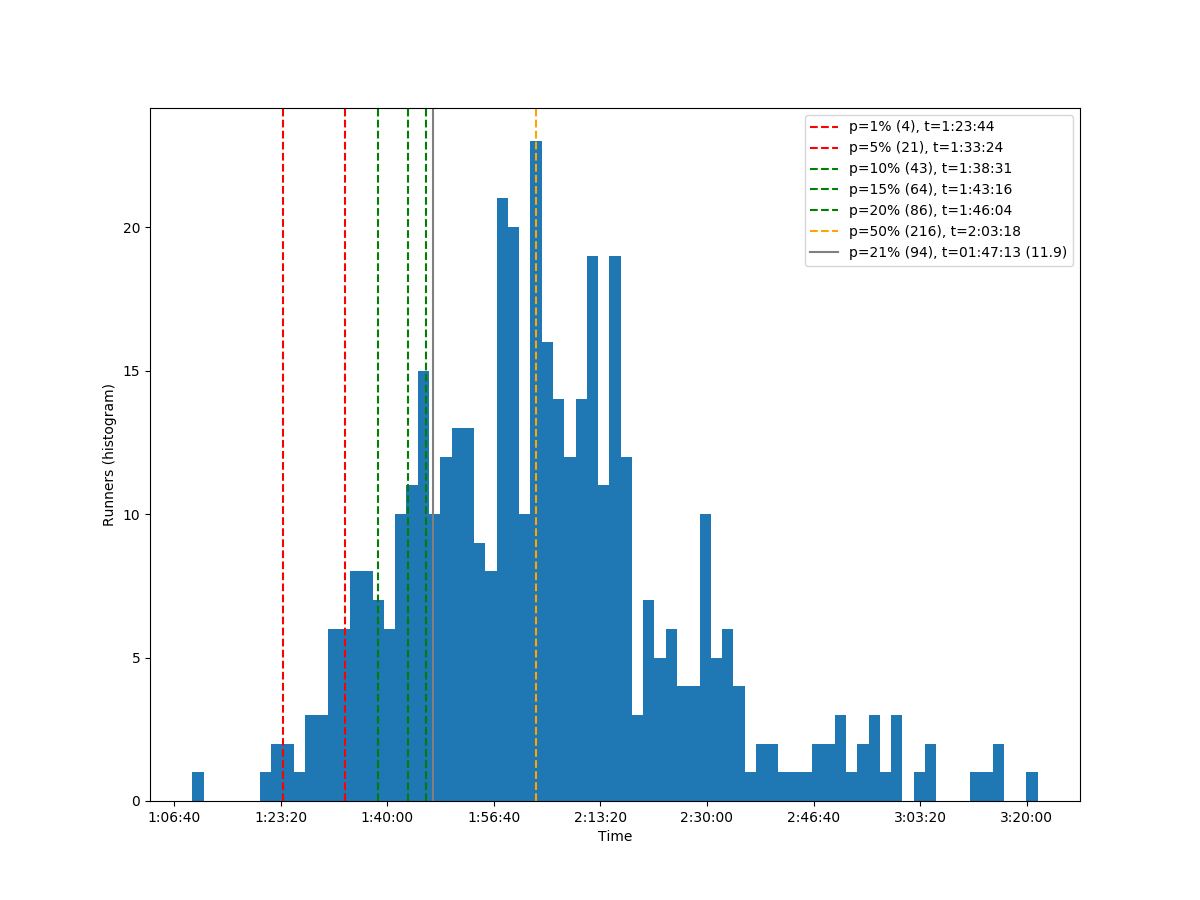 p=1% (4), t=1:23:44
p=5% (21), t=1:33:24
p=10% (43), t=1:38:31
p=15% (64), t=1:43:16
p=20% (86), t=1:46:04
p=50% (216), t=2:03:18
p=21% (94), t=01:47:13 (11.9)
Runners (histogram)
20
15
10
5
0
1:06:40 1:23:20 1:40:00 1:56:40 2:13:20 2:30:00 2:46:40 3:03:20 3:20:00
Time